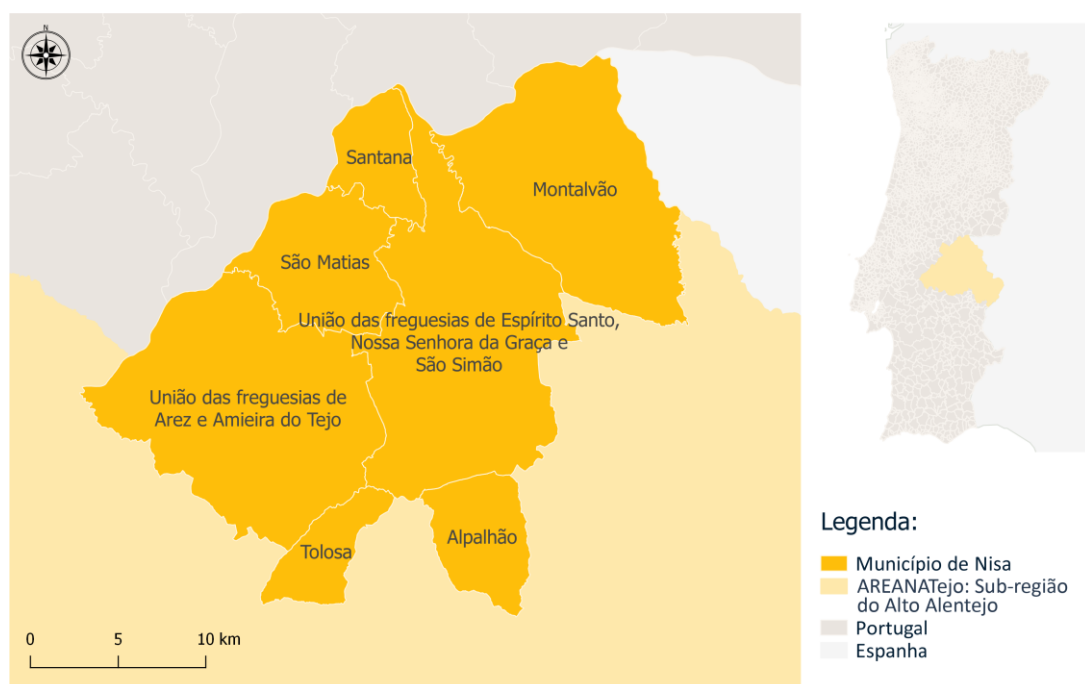 N
Santana
Montalvão
São Matias
União das freguesias de Espírito Santo,
Nossa Senhora da Graça e
São Simão
União das freguesias de
Arez e Amieira do Tejo
Alpalhão
Tolosa
0 5 10 km
Legenda:
Município de Nisa
AREANATejo: Sub-região
do Alto Alentejo
Portugal
Espanha